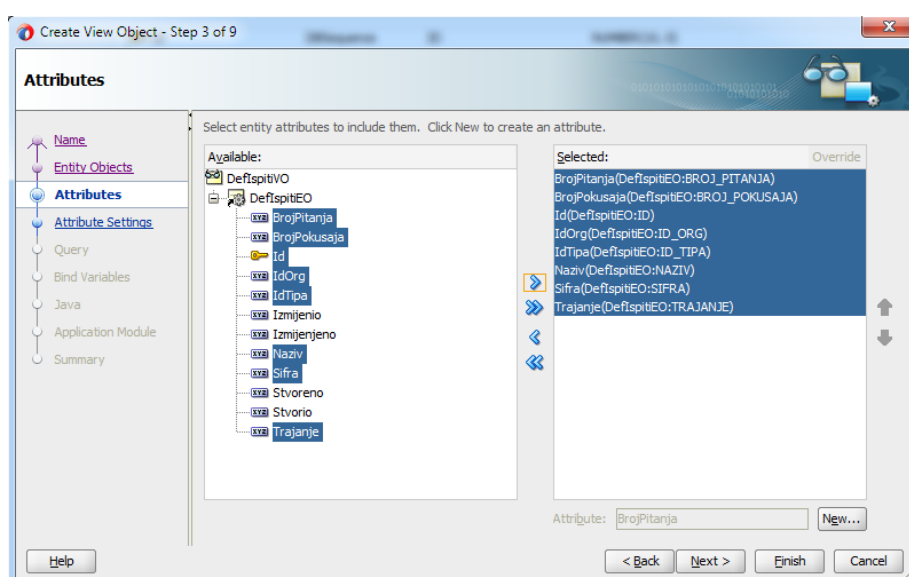 Create View Object - Step 3 of 9
Attributes
Name
Entity Objects
Attributes
Attribute Settings
Query
Bind Variables
Java
Application Module
Summary
Select entity attributes to include them. Click New to create an attribute.
Available:
DefIspitiVO
DefIspitiEO
BrojPitanja
BrojPokusaja
Id
IdOrg
IdTipa
Izmijenio
Izmijenjeno
Naziv
Sifra
Stvoreno
Stvorio
Trajanje
Selected: Override
BrojPitanja(DefIspitiEO:BROJ_PITANJA)
BrojPokusaja(DefIspitiEO:BROJ_POKUSAJA)
Id(DefIspitiEO:ID)
IdOrg(DefIspitiEO:ID_ORG)
IdTipa(DefIspitiEO:ID_TIPA)
Naziv(DefIspitiEO:NAZIV)
Sifra(DefIspitiEO:SIFRA)
Trajanje(DefIspitiEO:TRAJANJE)
Attribute: BrojPitanja New...
Help < Back Next > Finish Cancel